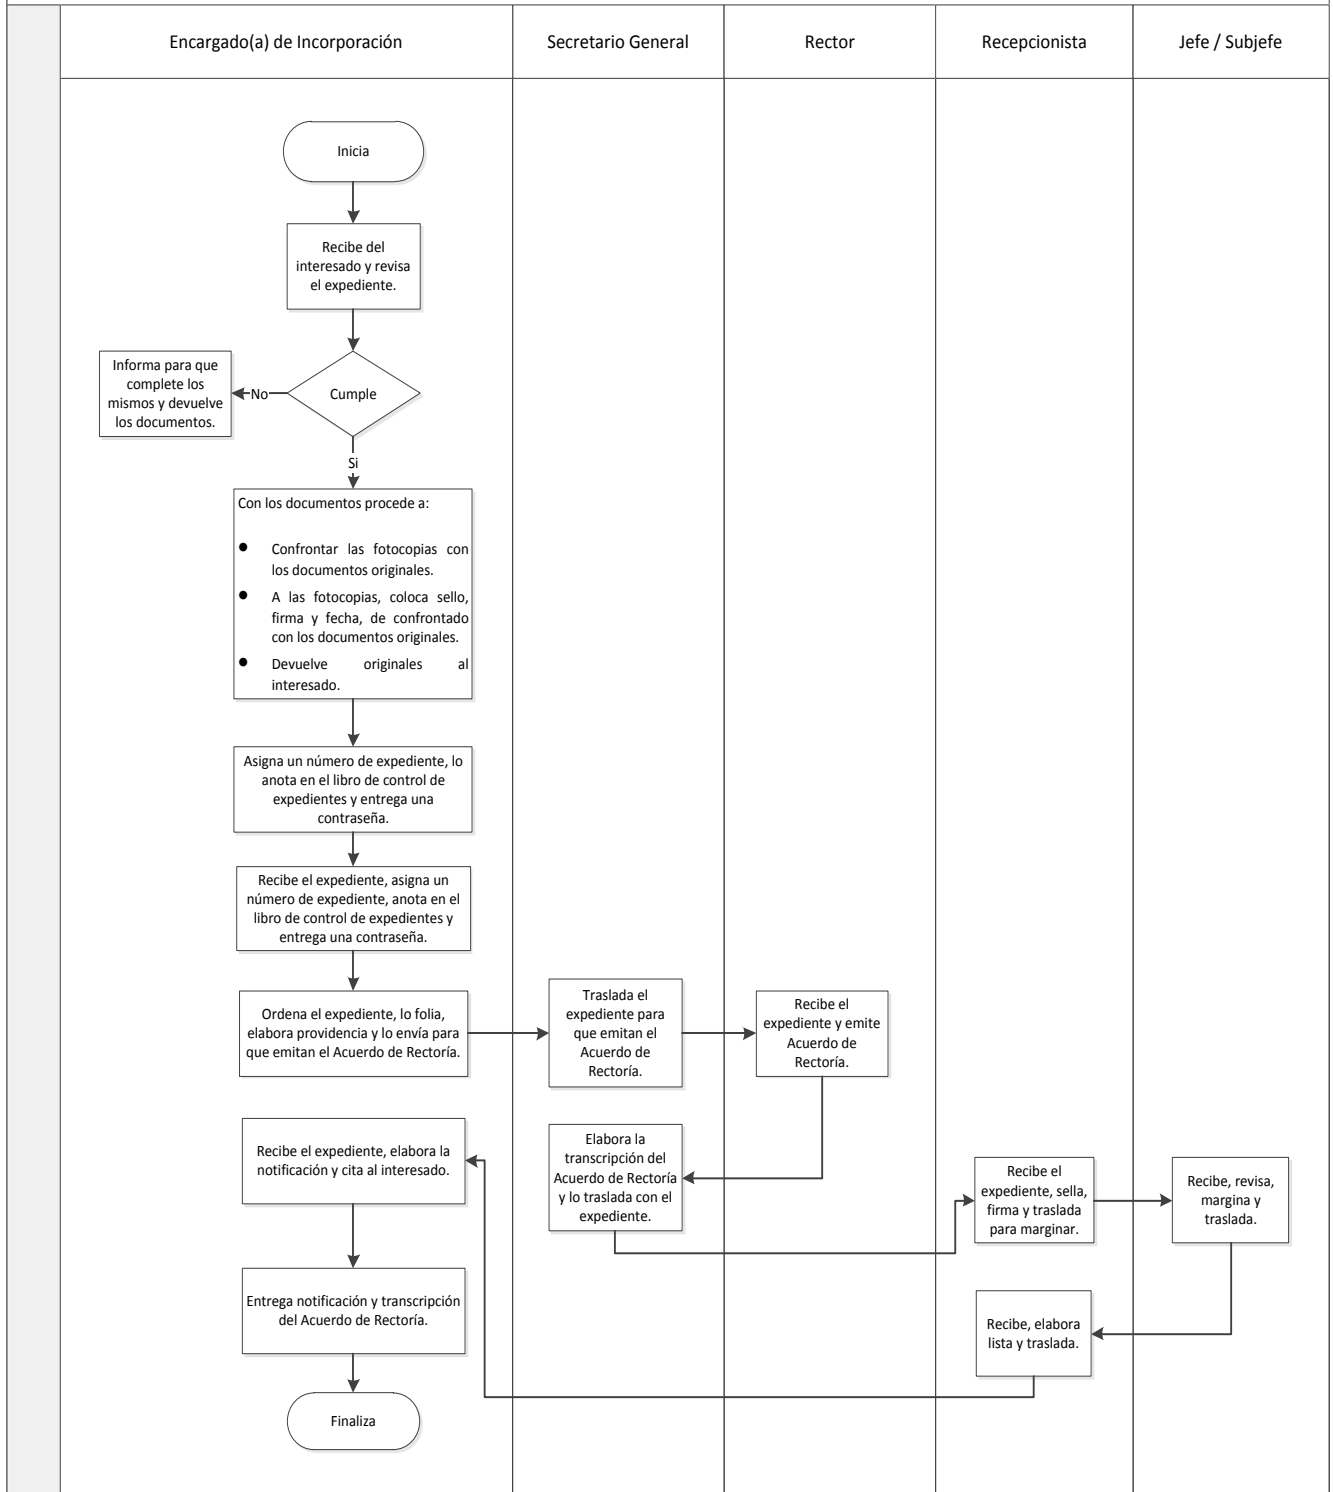 Encargado(a) de Incorporación
Secretario General
Rector
Recepcionista
Jefe / Subjefe
Inicia
Recibe del
interesado y revisa
el expediente.
Cumple
No
Informa para que
complete los
mismos y devuelve
los documentos.
Si
Con los documentos procede a:
● Confrontar las fotocopias con
los documentos originales.
● A las fotocopias, coloca sello,
firma y fecha, de confrontado
con los documentos originales.
● Devuelve originales al
interesado.
Asigna un número de expediente, lo
anota en el libro de control de
expedientes y entrega una
contraseña.
Recibe el expediente, asigna un
número de expediente, anota en el
libro de control de expedientes y
entrega una contraseña.
Ordena el expediente, lo folia,
elabora providencia y lo envía para
que emitan el Acuerdo de Rectoría.
Traslada el
expediente para
que emitan el
Acuerdo de
Rectoría.
Recibe el
expediente y emite
Acuerdo de
Rectoría.
Elabora la
transcripción del
Acuerdo de Rectoría
y lo traslada con el
expediente.
Recibe el
expediente, sella,
firma y traslada
para marginar.
Recibe, revisa,
margina y
traslada.
Recibe, elabora
lista y traslada.
Recibe el expediente, elabora la
notificación y cita al interesado.
Entrega notificación y transcripción
del Acuerdo de Rectoría.
Finaliza